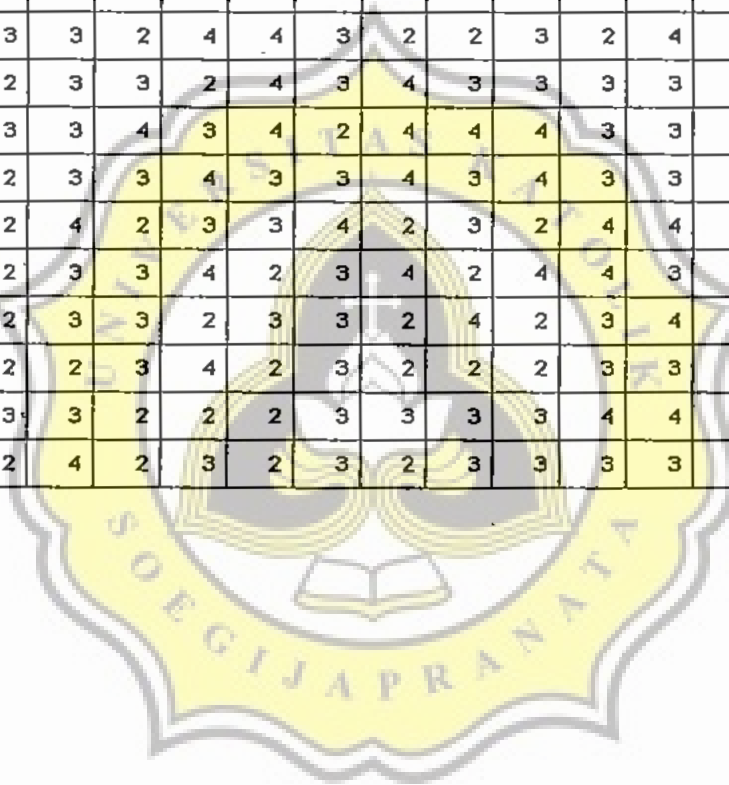 3 3 2 4 4 3 2 2 3 2 4
2 3 3 2 4 3 4 3 3 3 3
3 3 4 3 4 2 4 4 4 3 3
2 3 3 4 3 3 4 3 4 3 3
2 4 2 3 3 4 2 3 2 4 4
2 3 3 4 2 3 4 2 4 4 3
2 3 3 2 3 3 2 4 2 3 4
2 2 3 4 2 3 2 2 2 3 3
3 3 2 2 2 3 3 3 3 4 4
2 4 2 3 2 3 2 3 3 3 3
UNIVERSITAS KATOLIK
SOEGIJAPRANATA